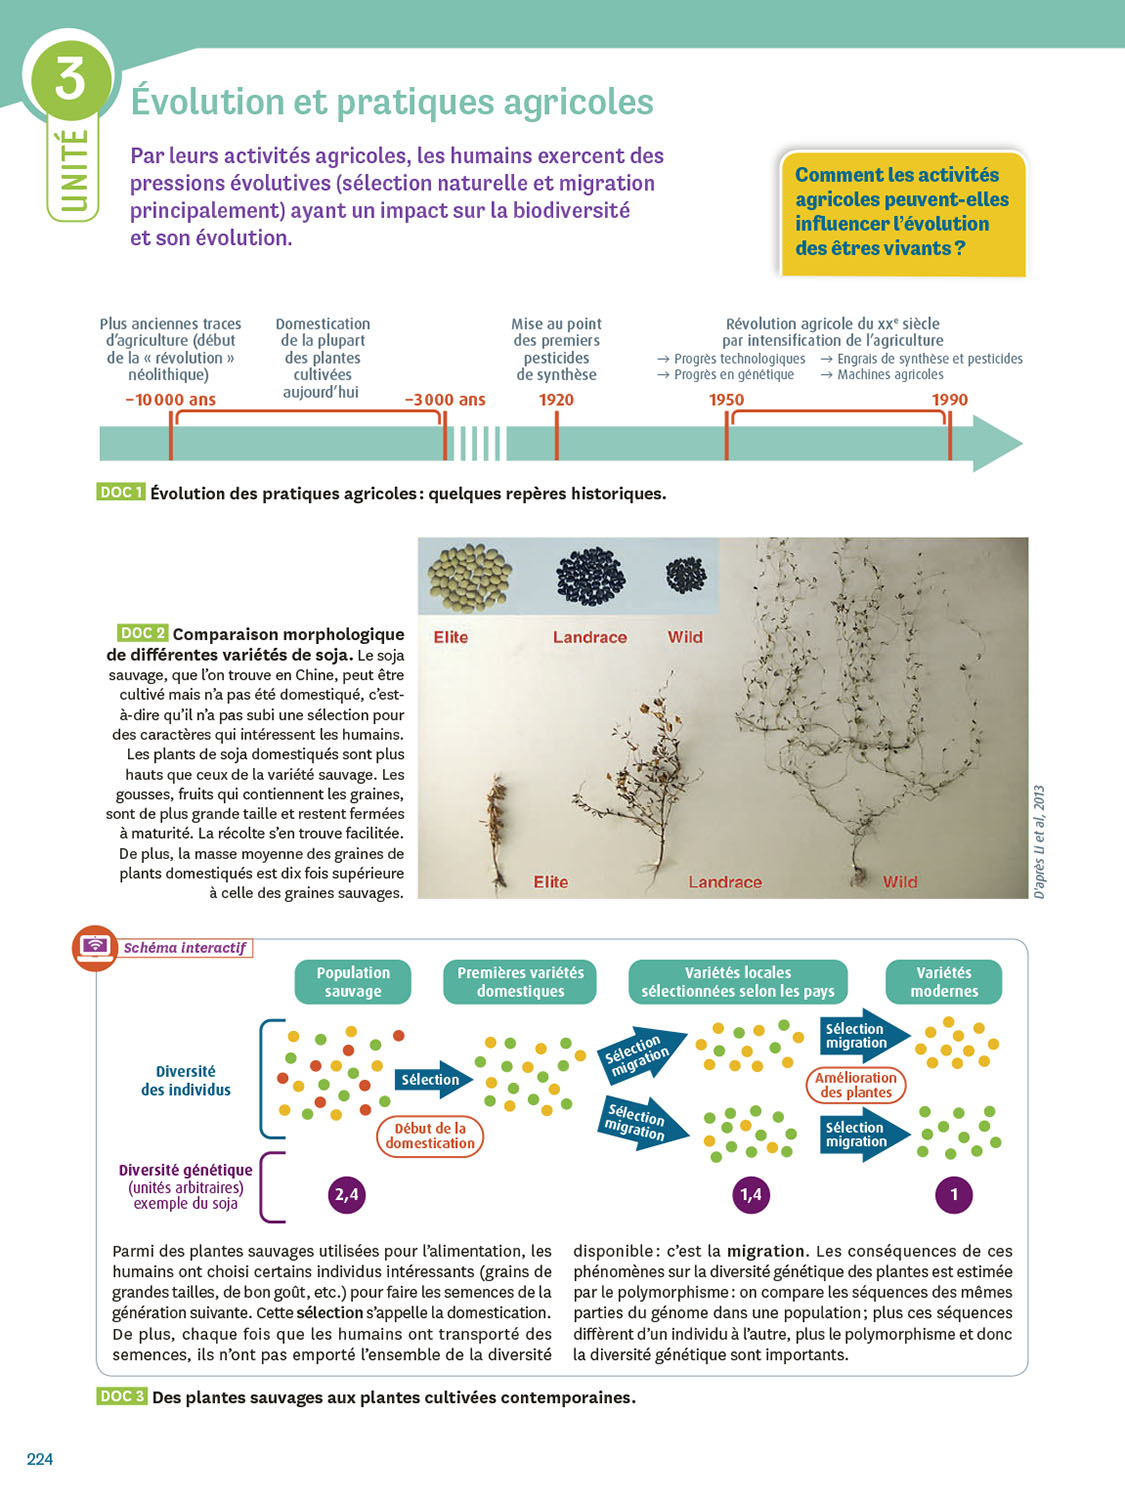 3
UNITÉ
Évolution et pratiques agricoles
Par leurs activités agricoles, les humains exercent des
pressions évolutives (sélection naturelle et migration
principalement) ayant un impact sur la biodiversité
et son évolution.
Comment les activités
agricoles peuvent-elles
influencer l'évolution
des êtres vivants ?
Plus anciennes traces
d'agriculture (début
de la « révolution »
néolithique)
−10 000 ans
Domestication
de la plupart
des plantes
cultivées
aujourd'hui
−3 000 ans
Mise au point
des premiers
pesticides
de synthèse
1920
Révolution agricole du XXe siècle
par intensification de l'agriculture
→ Progrès technologiques → Engrais de synthèse et pesticides
→ Progrès en génétique → Machines agricoles
1950
1990
DOC 1 Évolution des pratiques agricoles : quelques repères historiques.
DOC 2 Comparaison morphologique
de différentes variétés de soja. Le soja
sauvage, que l'on trouve en Chine, peut être
cultivé mais n'a pas été domestiqué, c'est-
à-dire qu'il n'a pas subi une sélection pour
des caractères qui intéressent les humains.
Les plants de soja domestiqués sont plus
hauts que ceux de la variété sauvage. Les
gousses, fruits qui contiennent les graines,
sont de plus grande taille et restent fermées
à maturité. La récolte s'en trouve facilitée.
De plus, la masse moyenne des graines de
plants domestiqués est dix fois supérieure
à celle des graines sauvages.
Elite Landrace Wild
Elite Landrace Wild
D'après LI et al, 2013
Schéma interactif
Population
sauvage
Premières variétés
domestiques
Variétés locales
sélectionnées selon les pays
Variétés
modernes
Diversité
des individus
Sélection
Début de la
domestication
Sélection
migration
Sélection
migration
Sélection
migration
Amélioration
des plantes
Sélection
migration
Diversité génétique
(unités arbitraires)
exemple du soja
2,4
1,4
1
Parmi des plantes sauvages utilisées pour l'alimentation, les
humains ont choisi certains individus intéressants (grains de
grandes tailles, de bon goût, etc.) pour faire les semences de la
génération suivante. Cette sélection s'appelle la domestication.
De plus, chaque fois que les humains ont transporté des
semences, ils n'ont pas emporté l'ensemble de la diversité
disponible : c'est la migration. Les conséquences de ces
phénomènes sur la diversité génétique des plantes est estimée
par le polymorphisme : on compare les séquences des mêmes
parties du génome dans une population ; plus ces séquences
diffèrent d'un individu à l'autre, plus le polymorphisme et donc
la diversité génétique sont importants.
DOC 3 Des plantes sauvages aux plantes cultivées contemporaines.
224